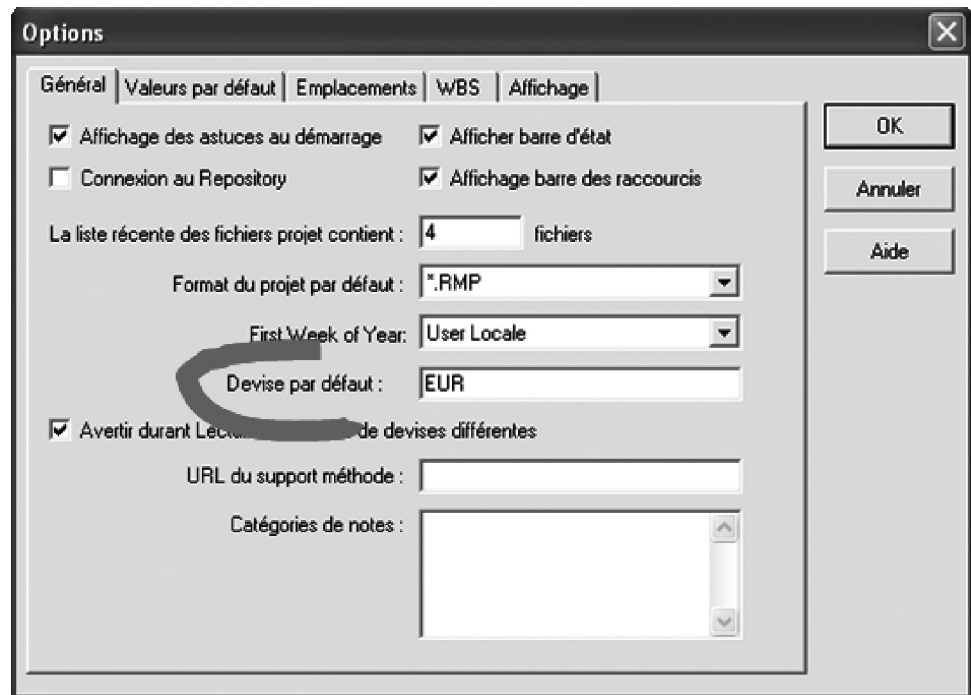 Options
Général Valeurs par défaut Emplacements WBS Affichage
Affichage des astuces au démarrage Afficher barre d'état
Connexion au Repository Affichage barre des raccourcis
La liste récente des fichiers projet contient : 4 fichiers
Format du projet par défaut : *.RMP
First Week of Year: User Locale
Devise par défaut : EUR
Avertir durant de devises différentes
URL du support méthode :
Catégories de notes :
OK
Annuler
Aide